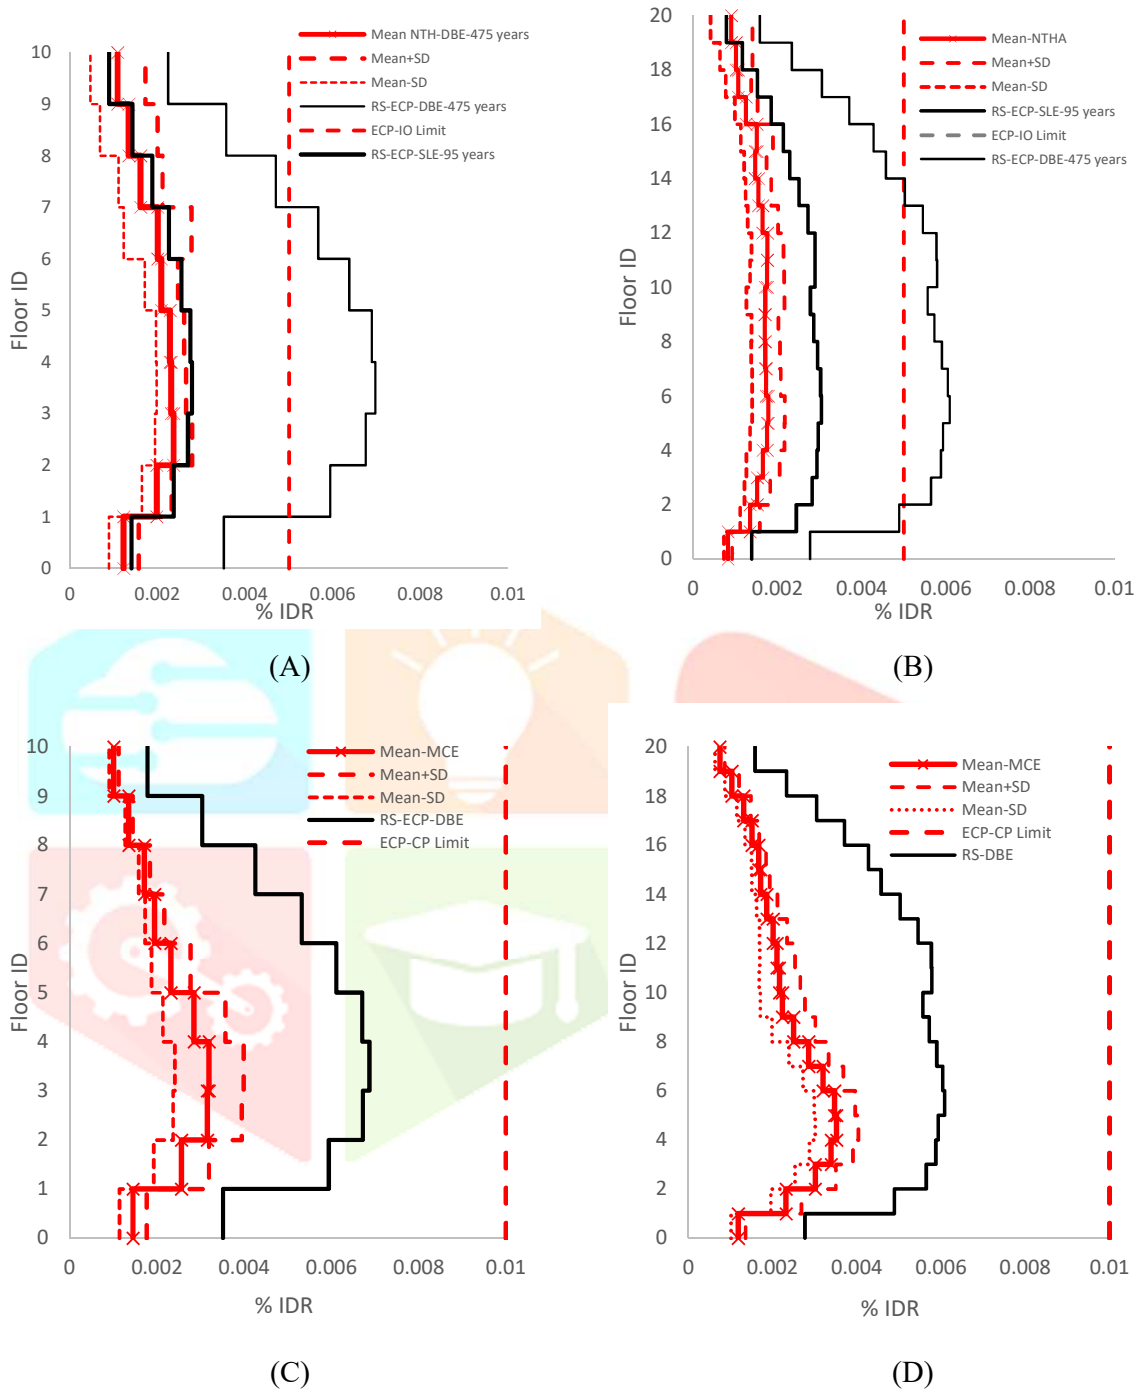 Mean NTH-DBE-475 years
Mean+SD
Mean-SD
RS-ECP-DBE-475 years
ECP-IO Limit
RS-ECP-SLE-95 years
10
9
8
7
6
5
4
3
2
1
0
Floor ID
0 0.002 0.004 0.006 0.008 0.01
% IDR
(A)
Mean-NTHA
Mean+SD
Mean-SD
RS-ECP-SLE-95 years
ECP-IO Limit
RS-ECP-DBE-475 years
20
18
16
14
12
10
8
6
4
2
0
Floor ID
0 0.002 0.004 0.006 0.008 0.01
% IDR
(B)
Mean-MCE
Mean+SD
Mean-SD
RS-ECP-DBE
ECP-CP Limit
10
9
8
7
6
5
4
3
2
1
0
Floor ID
0 0.002 0.004 0.006 0.008 0.01
% IDR
(C)
Mean-MCE
Mean+SD
Mean-SD
ECP-CP Limit
RS-DBE
20
18
16
14
12
10
8
6
4
2
0
Floor ID
0 0.002 0.004 0.006 0.008 0.01
% IDR
(D)